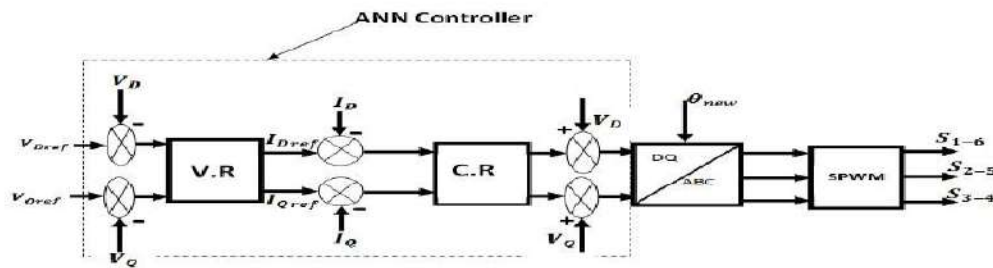 ANN Controller
V_D
I_D
θ_new
V_D
V_Dref
I_Dref
DQ
S_1-6
V.R
C.R
ABC
SPWM
S_2-5
V_Dref
I_Qref
S_3-4
V_Q
I_Q
V_Q